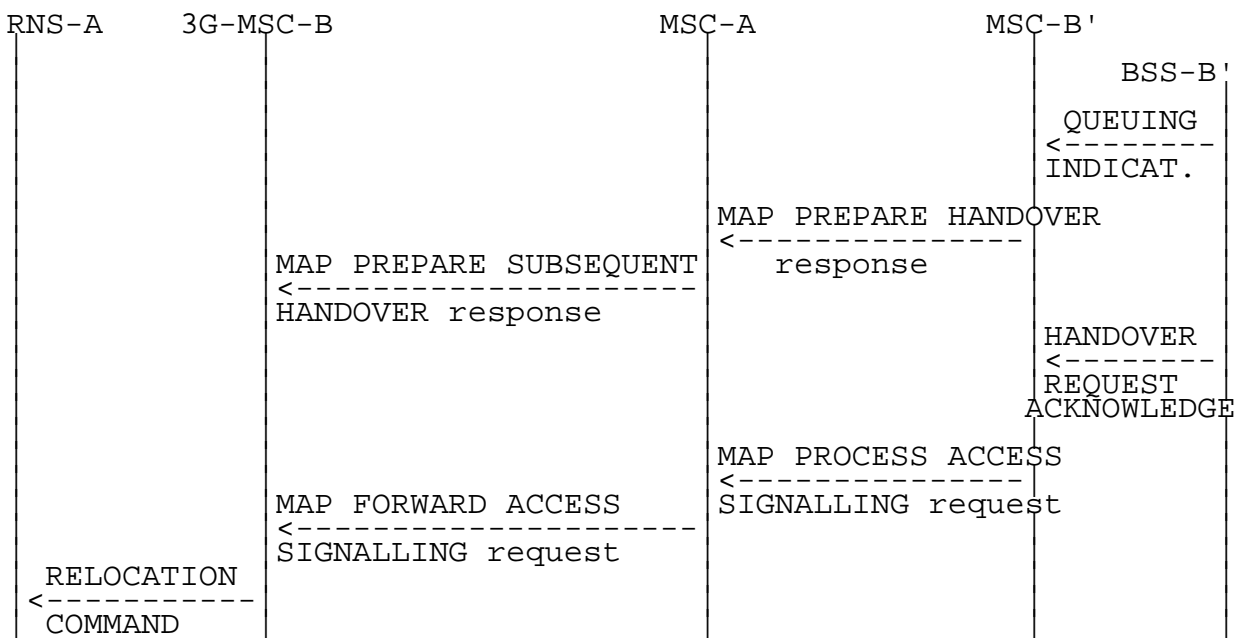 RNS-A 3G-MSC-B MSC-A MSC-B'
BSS-B'
QUEUING
INDICAT.
MAP PREPARE HANDOVER
MAP PREPARE SUBSEQUENT response
HANDOVER response
HANDOVER
REQUEST
ACKNOWLEDGE
MAP PROCESS ACCESS
MAP FORWARD ACCESS SIGNALLING request
SIGNALLING request
RELOCATION
COMMAND